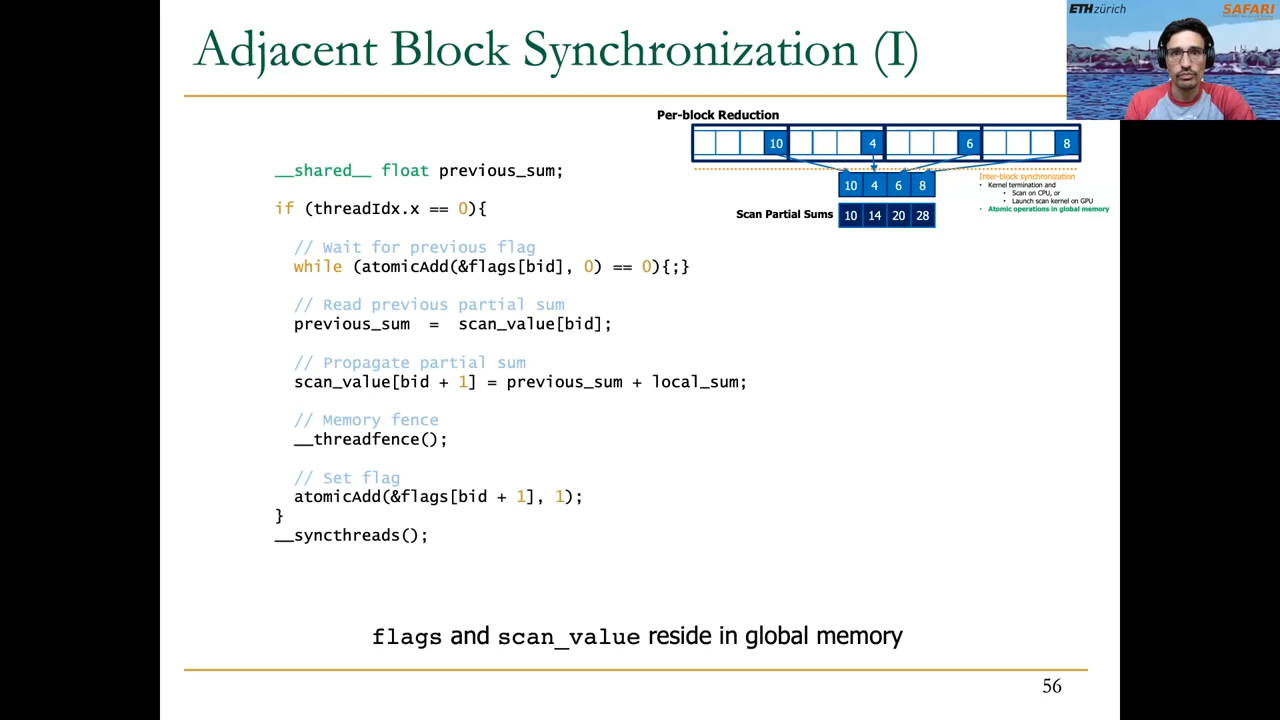 Adjacent Block Synchronization (I)
ETHzürich
SAFARI
Per-block Reduction
10 4 6 8
10 4 6 8
Scan Partial Sums 10 14 20 28
Inter-block synchronization
• Kernel termination and
• Scan on CPU, or
• Launch scan kernel on GPU
• Atomic operations in global memory
__shared__ float previous_sum;
if (threadIdx.x == 0){
// Wait for previous flag
while (atomicAdd(&flags[bid], 0) == 0){;}
// Read previous partial sum
previous_sum = scan_value[bid];
// Propagate partial sum
scan_value[bid + 1] = previous_sum + local_sum;
// Memory fence
__threadfence();
// Set flag
atomicAdd(&flags[bid + 1], 1);
}
__syncthreads();
flags and scan_value reside in global memory
56